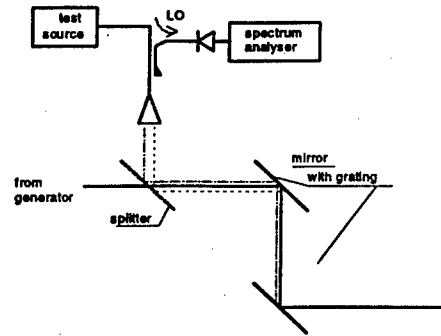 test
source
LO
spectrum
analyser
mirror
with grating
from
generator
splitter